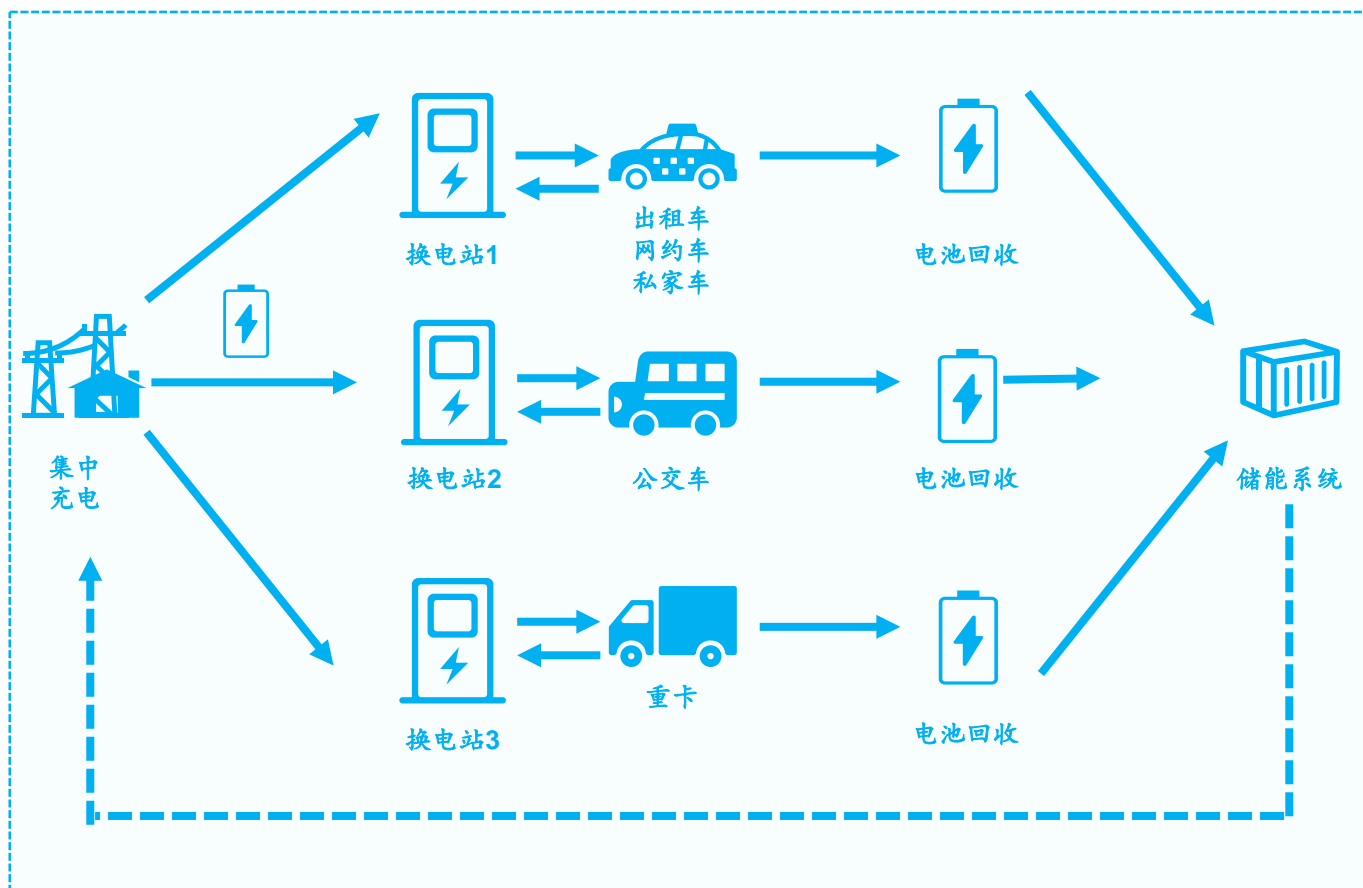 换电站1
出租车
网约车
私家车
电池回收
集中
充电
换电站2
公交车
电池回收
储能系统
换电站3
重卡
电池回收